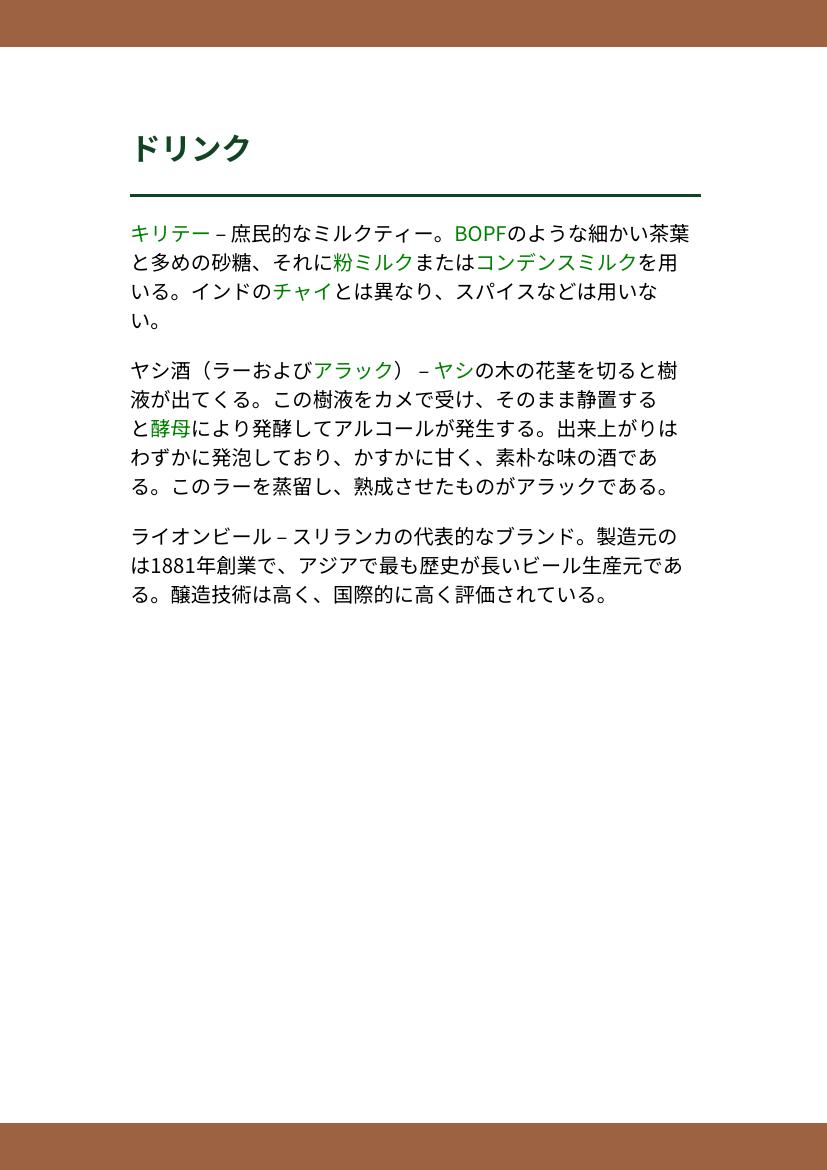 ドリンク
キリテー – 庶民的なミルクティー。BOPFのような細かい茶葉
と多めの砂糖、それに粉ミルクまたはコンデンスミルクを用
いる。インドのチャイとは異なり、スパイスなどは用いな
い。
ヤシ酒（ラーおよびアラック） – ヤシの木の花茎を切ると樹
液が出てくる。この樹液をカメで受け、そのまま静置する
と酵母により発酵してアルコールが発生する。出来上がりは
わずかに発泡しており、かすかに甘く、素朴な味の酒であ
る。このラーを蒸留し、熟成させたものがアラックである。
ライオンビール – スリランカの代表的なブランド。製造元の
は1881年創業で、アジアで最も歴史が長いビール生産元であ
る。醸造技術は高く、国際的に高く評価されている。